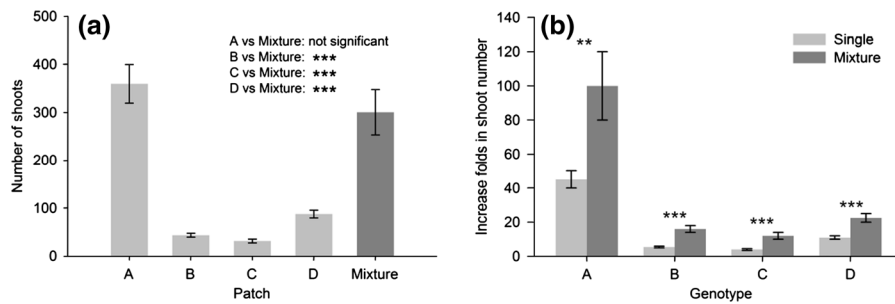 (a)
A vs Mixture: not significant
B vs Mixture: ***
C vs Mixture: ***
D vs Mixture: ***
Number of shoots
500
400
300
200
100
0
A B C D Mixture
Patch
(b)
Single
Mixture
Increase folds in shoot number
140
120
100
80
60
40
20
0
**
***
***
***
A B C D
Genotype